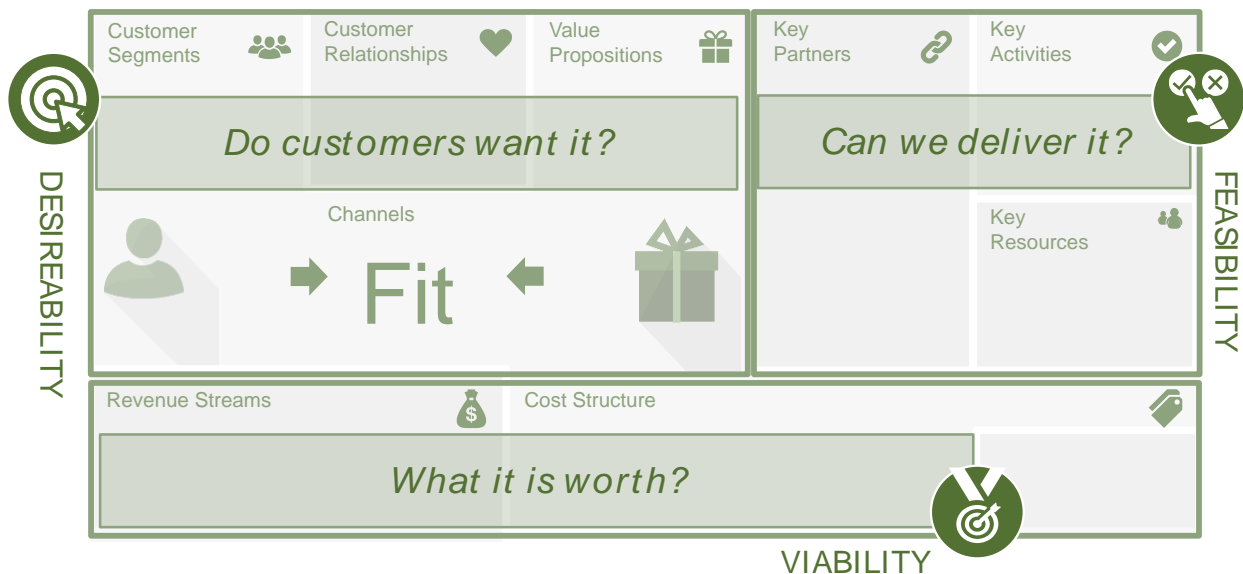 Customer
Segments
Customer
Relationships
Value
Propositions
Key
Partners
Key
Activities
Do customers want it?
Can we deliver it?
DESIREABILITY
FEASIBILITY
Channels
Fit
Key
Resources
Revenue Streams
$
Cost Structure
What it is worth?
VIABILITY